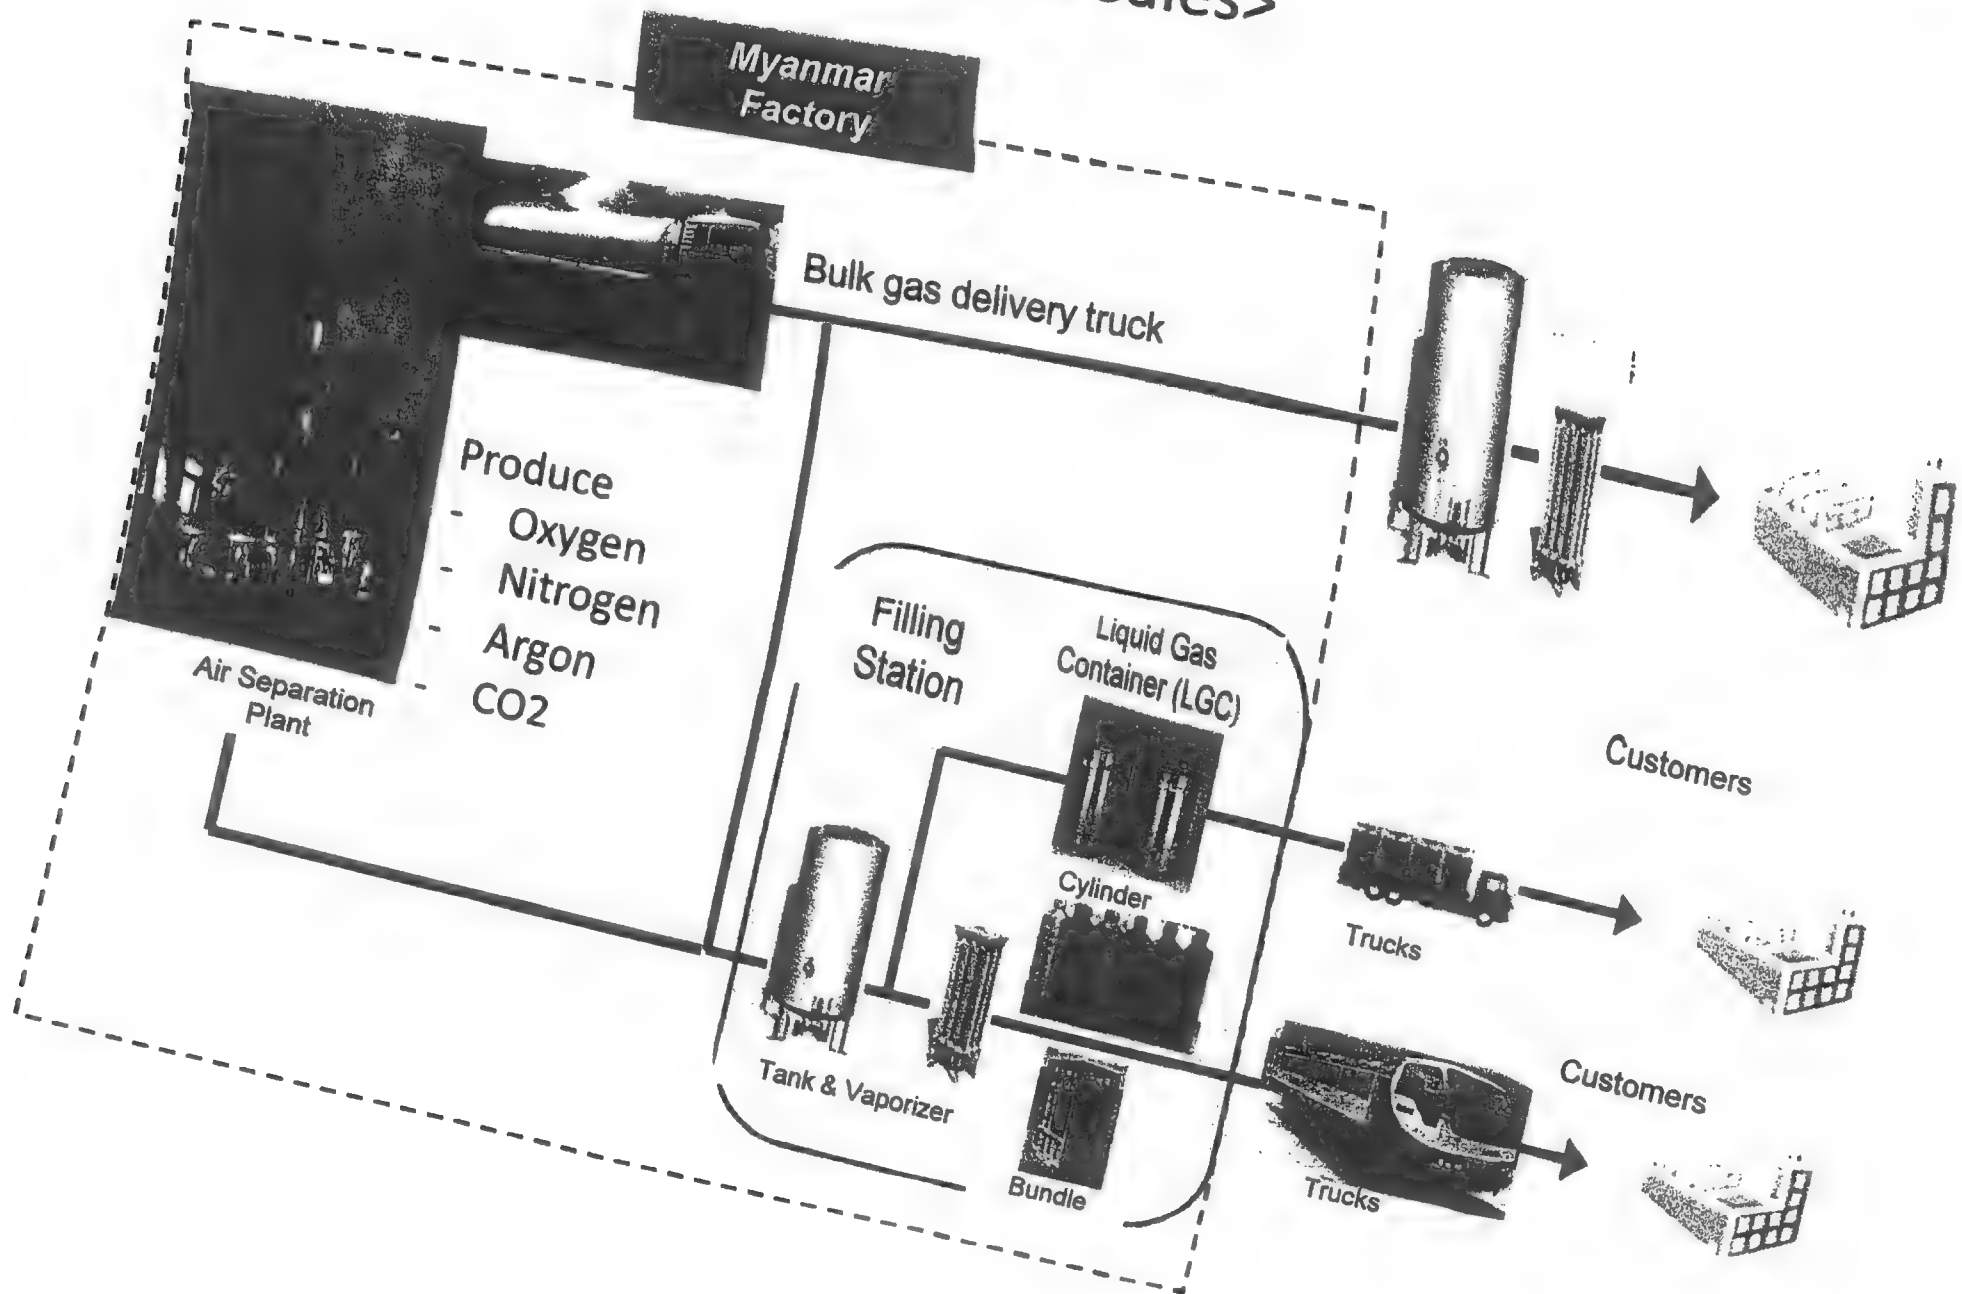 Myanmar
Factory
Bulk gas delivery truck
Produce
- Oxygen
- Nitrogen
- Argon
- CO2
Air Separation
Plant
Filling
Station
Liquid Gas
Container (LGC)
Customers
Cylinder
Trucks
Tank & Vaporizer
Customers
Bundle
Trucks